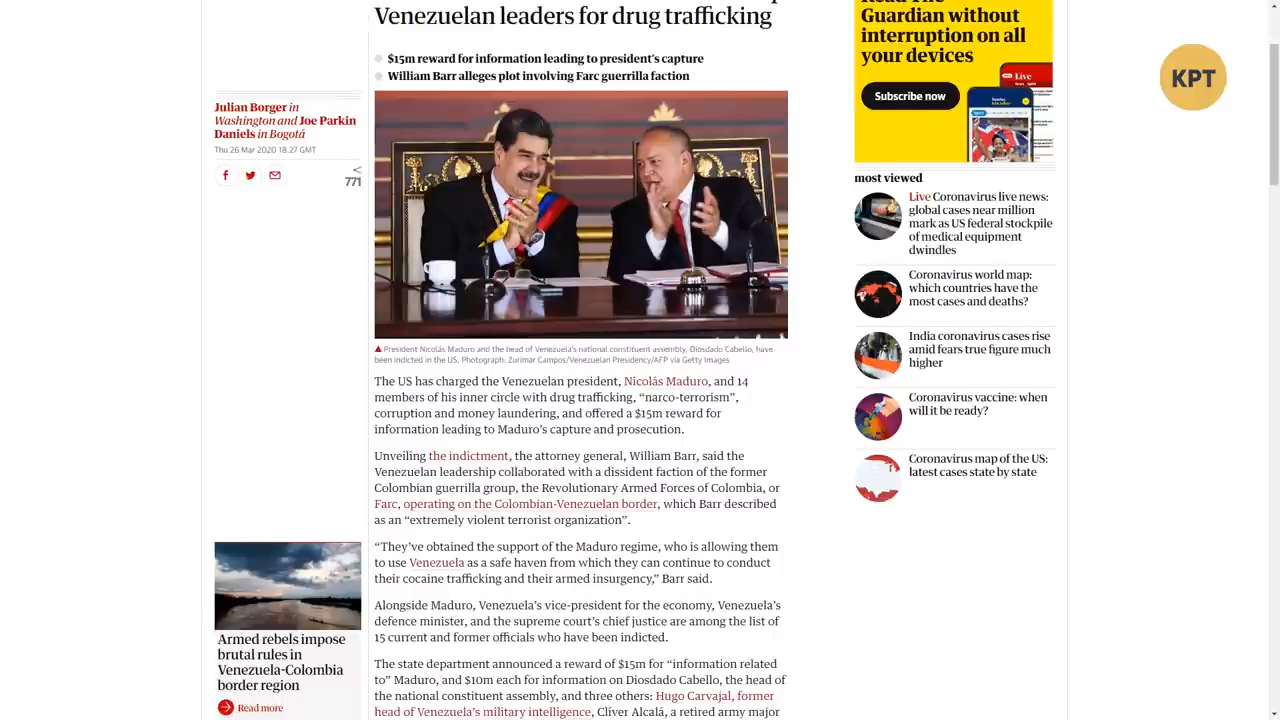 Venezuelan leaders for drug trafficking
$15m reward for information leading to president's capture
William Barr alleges plot involving Farc guerrilla faction
Julian Borger in
Washington and Joe Parkin
Daniels in Bogotá
Thu 26 Mar 2020 18.27 GMT
771
President Nicolás Maduro and the head of Venezuela's national constituent assembly, Diosdado Cabello, have
been indicted in the US. Photograph: Zurimar Campos/Venezuelan Presidency/AFP via Getty Images
The US has charged the Venezuelan president, Nicolás Maduro, and 14
members of his inner circle with drug trafficking, “narco-terrorism”,
corruption and money laundering, and offered a $15m reward for
information leading to Maduro's capture and prosecution.
Unveiling the indictment, the attorney general, William Barr, said the
Venezuelan leadership collaborated with a dissident faction of the former
Colombian guerrilla group, the Revolutionary Armed Forces of Colombia, or
Farc, operating on the Colombian-Venezuelan border, which Barr described
as an “extremely violent terrorist organization”.
“They've obtained the support of the Maduro regime, who is allowing them
to use Venezuela as a safe haven from which they can continue to conduct
their cocaine trafficking and their armed insurgency,” Barr said.
Alongside Maduro, Venezuela's vice-president for the economy, Venezuela's
defence minister, and the supreme court's chief justice are among the list of
15 current and former officials who have been indicted.
The state department announced a reward of $15m for “information related
to” Maduro, and $10m each for information on Diosdado Cabello, the head of
the national constituent assembly, and three others: Hugo Carvajal, former
head of Venezuela's military intelligence, Clíver Alcalá, a retired army major
Armed rebels impose
brutal rules in
Venezuela-Colombia
border region
Read more
Guardian without
interruption on all
your devices
Subscribe now
Live
most viewed
Live Coronavirus live news:
global cases near million
mark as US federal stockpile
of medical equipment
dwindles
Coronavirus world map:
which countries have the
most cases and deaths?
India coronavirus cases rise
amid fears true figure much
higher
Coronavirus vaccine: when
will it be ready?
Coronavirus map of the US:
latest cases state by state
KPT